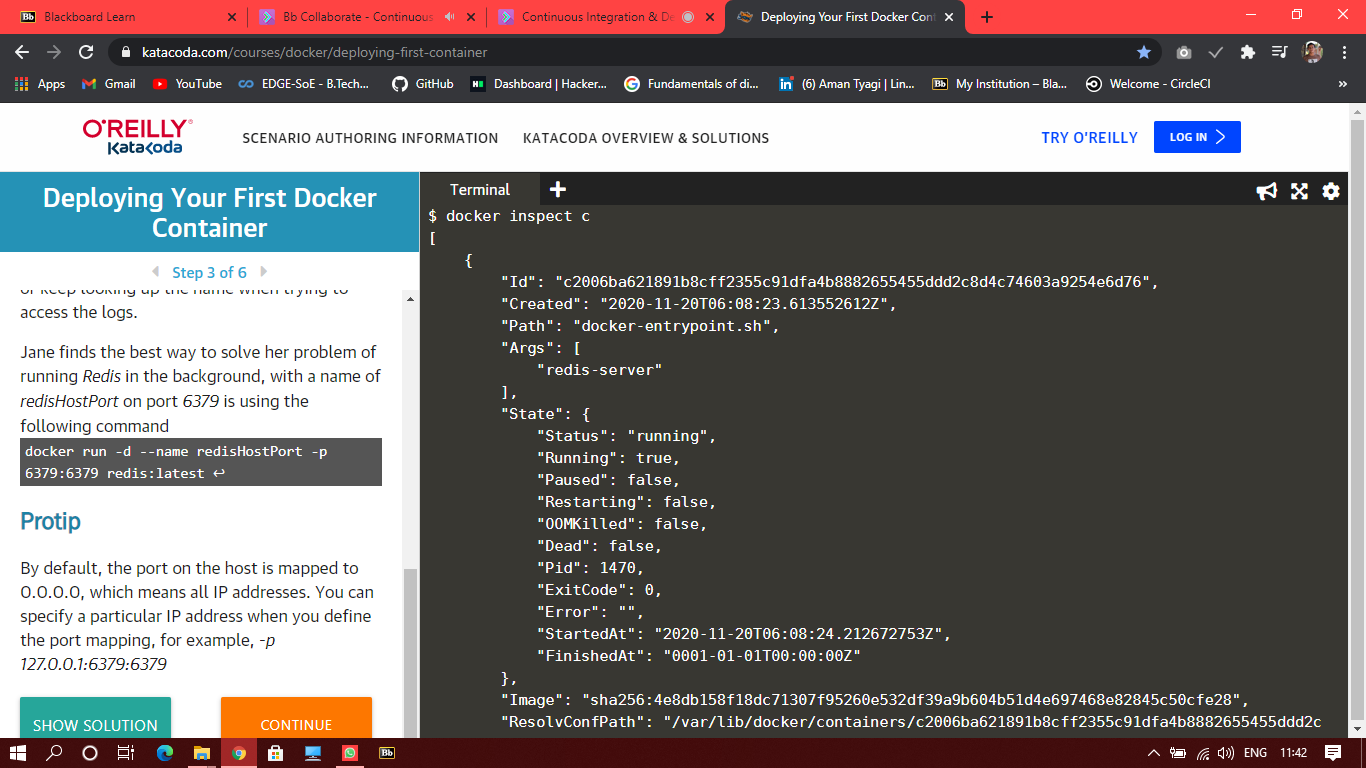 Blackboard Learn
Bb Collaborate - Continuous
Continuous Integration & De
Deploying Your First Docker Cont
katacoda.com/courses/docker/deploying-first-container
Apps
Gmail
YouTube
EDGE-SoE - B.Tech...
GitHub
Dashboard | Hacker...
Fundamentals of di...
(6) Aman Tyagi | Lin...
My Institution – Bla...
Welcome - CircleCI
»
O'REILLY
Katacoda
SCENARIO AUTHORING INFORMATION
KATACODA OVERVIEW & SOLUTIONS
TRY O'REILLY
LOG IN
Deploying Your First Docker
Container
Step 3 of 6
or keep looking up the name when trying to
access the logs.
Jane finds the best way to solve her problem of
running Redis in the background, with a name of
redisHostPort on port 6379 is using the
following command
docker run -d --name redisHostPort -p
6379:6379 redis:latest ↩
Protip
By default, the port on the host is mapped to
0.0.0.0, which means all IP addresses. You can
specify a particular IP address when you define
the port mapping, for example, -p
127.0.0.1:6379:6379
SHOW SOLUTION
CONTINUE
Terminal
$ docker inspect c
[
{
"Id": "c2006ba621891b8cff2355c91dfa4b8882655455ddd2c8d4c74603a9254e6d76",
"Created": "2020-11-20T06:08:23.613552612Z",
"Path": "docker-entrypoint.sh",
"Args": [
"redis-server"
],
"State": {
"Status": "running",
"Running": true,
"Paused": false,
"Restarting": false,
"OOMKilled": false,
"Dead": false,
"Pid": 1470,
"ExitCode": 0,
"Error": "",
"StartedAt": "2020-11-20T06:08:24.212672753Z",
"FinishedAt": "0001-01-01T00:00:00Z"
},
"Image": "sha256:4e8db158f18dc71307f95260e532df39a9b604b51d4e697468e82845c50cfe28",
"ResolvConfPath": "/var/lib/docker/containers/c2006ba621891b8cff2355c91dfa4b8882655455ddd2c
ENG
11:42